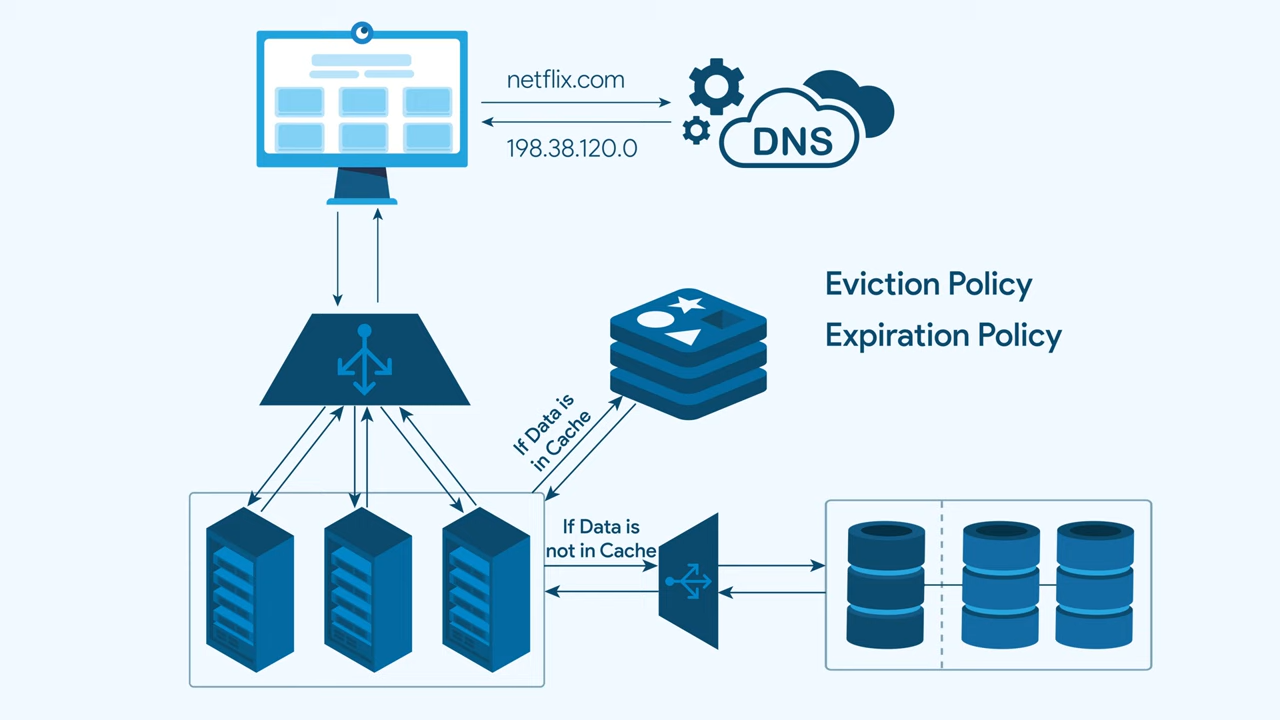 netflix.com
198.38.120.0
DNS
Eviction Policy
Expiration Policy
If Data is
in Cache
If Data is
not in Cache